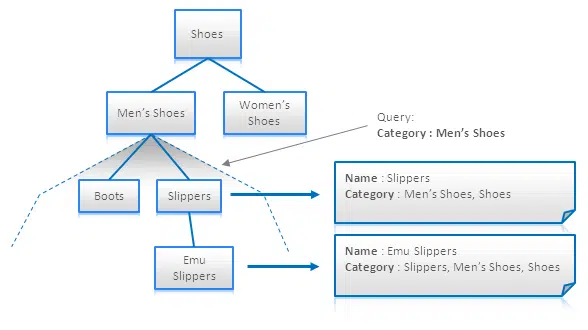 Shoes
Men's Shoes
Women's
Shoes
Query:
Category : Men's Shoes
Boots
Slippers
Name : Slippers
Category : Men's Shoes, Shoes
Emu
Slippers
Name : Emu Slippers
Category : Slippers, Men's Shoes, Shoes